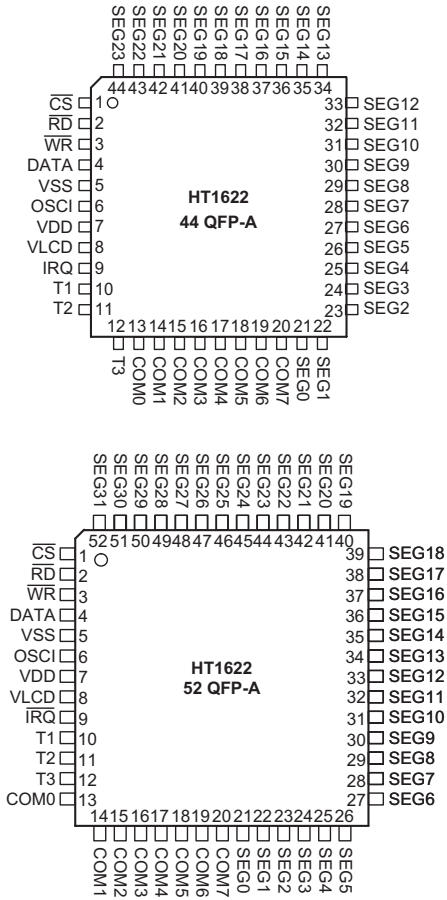 SEG23 SEG22 SEG21 SEG20 SEG19 SEG18 SEG17 SEG16 SEG15 SEG14 SEG13
44 43 42 41 40 39 38 37 36 35 34
C̅S̅ 1 33 SEG12
R̅D̅ 2 32 SEG11
W̅R̅ 3 31 SEG10
DATA 4 30 SEG9
VSS 5 29 SEG8
OSCI 6 28 SEG7
VDD 7 27 SEG6
VLCD 8 26 SEG5
IRQ 9 25 SEG4
T1 10 24 SEG3
T2 11 23 SEG2
HT1622
44 QFP-A
12 13 14 15 16 17 18 19 20 21 22
T3 COM0 COM1 COM2 COM3 COM4 COM5 COM6 COM7 SEG0 SEG1
SEG31 SEG30 SEG29 SEG28 SEG27 SEG26 SEG25 SEG24 SEG23 SEG22 SEG21 SEG20 SEG19
52 51 50 49 48 47 46 45 44 43 42 41 40
C̅S̅ 1 39 SEG18
R̅D̅ 2 38 SEG17
W̅R̅ 3 37 SEG16
DATA 4 36 SEG15
VSS 5 35 SEG14
OSCI 6 34 SEG13
VDD 7 33 SEG12
VLCD 8 32 SEG11
I̅R̅Q̅ 9 31 SEG10
T1 10 30 SEG9
T2 11 29 SEG8
T3 12 28 SEG7
COM0 13 27 SEG6
HT1622
52 QFP-A
14 15 16 17 18 19 20 21 22 23 24 25 26
COM1 COM2 COM3 COM4 COM5 COM6 COM7 SEG0 SEG1 SEG2 SEG3 SEG4 SEG5